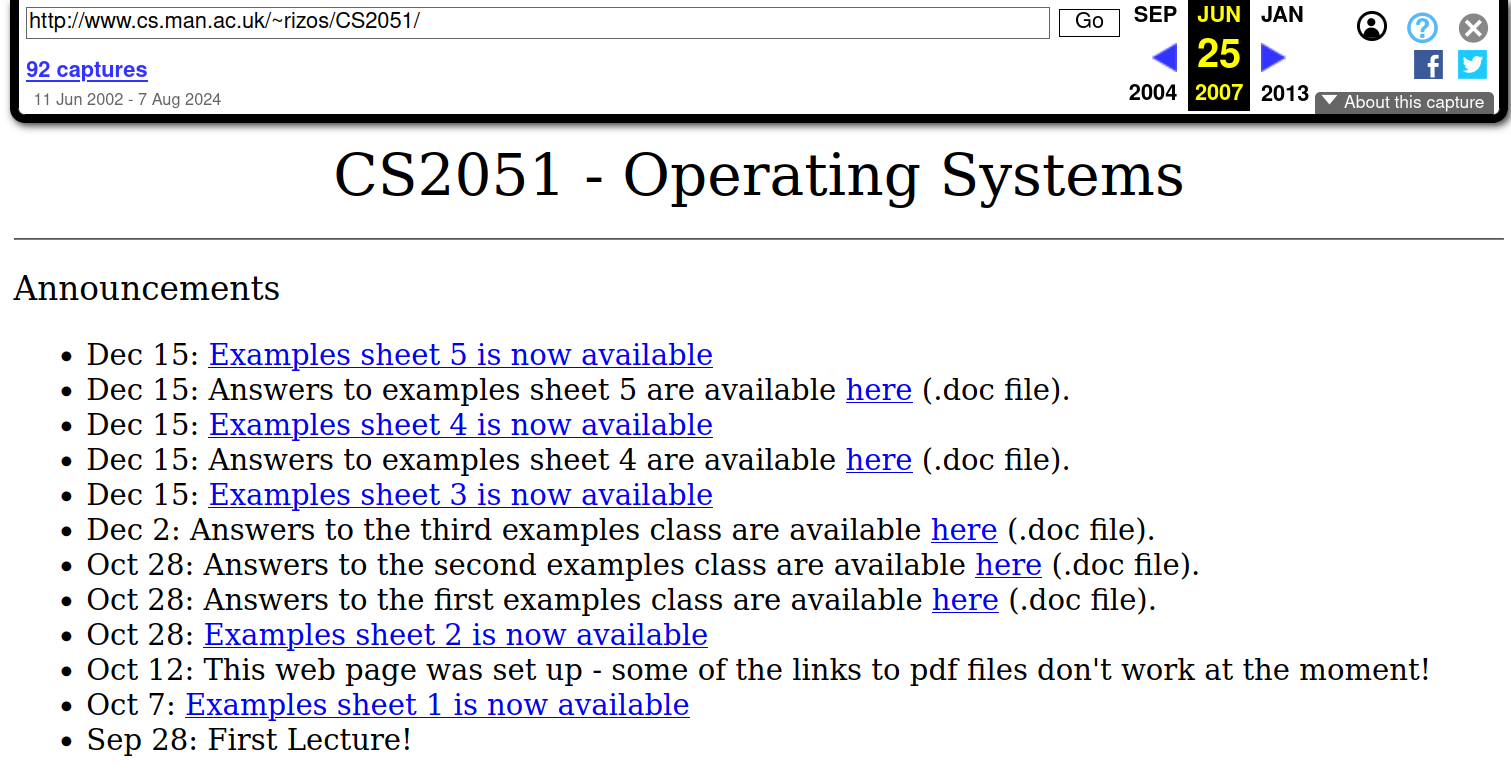 http://www.cs.man.ac.uk/~rizos/CS2051/ Go SEP JUN JAN
25
92 captures
11 Jun 2002 - 7 Aug 2024 2004 2007 2013 About this capture
CS2051 - Operating Systems
Announcements
• Dec 15: Examples sheet 5 is now available
• Dec 15: Answers to examples sheet 5 are available here (.doc file).
• Dec 15: Examples sheet 4 is now available
• Dec 15: Answers to examples sheet 4 are available here (.doc file).
• Dec 15: Examples sheet 3 is now available
• Dec 2: Answers to the third examples class are available here (.doc file).
• Oct 28: Answers to the second examples class are available here (.doc file).
• Oct 28: Answers to the first examples class are available here (.doc file).
• Oct 28: Examples sheet 2 is now available
• Oct 12: This web page was set up - some of the links to pdf files don't work at the moment!
• Oct 7: Examples sheet 1 is now available
• Sep 28: First Lecture!